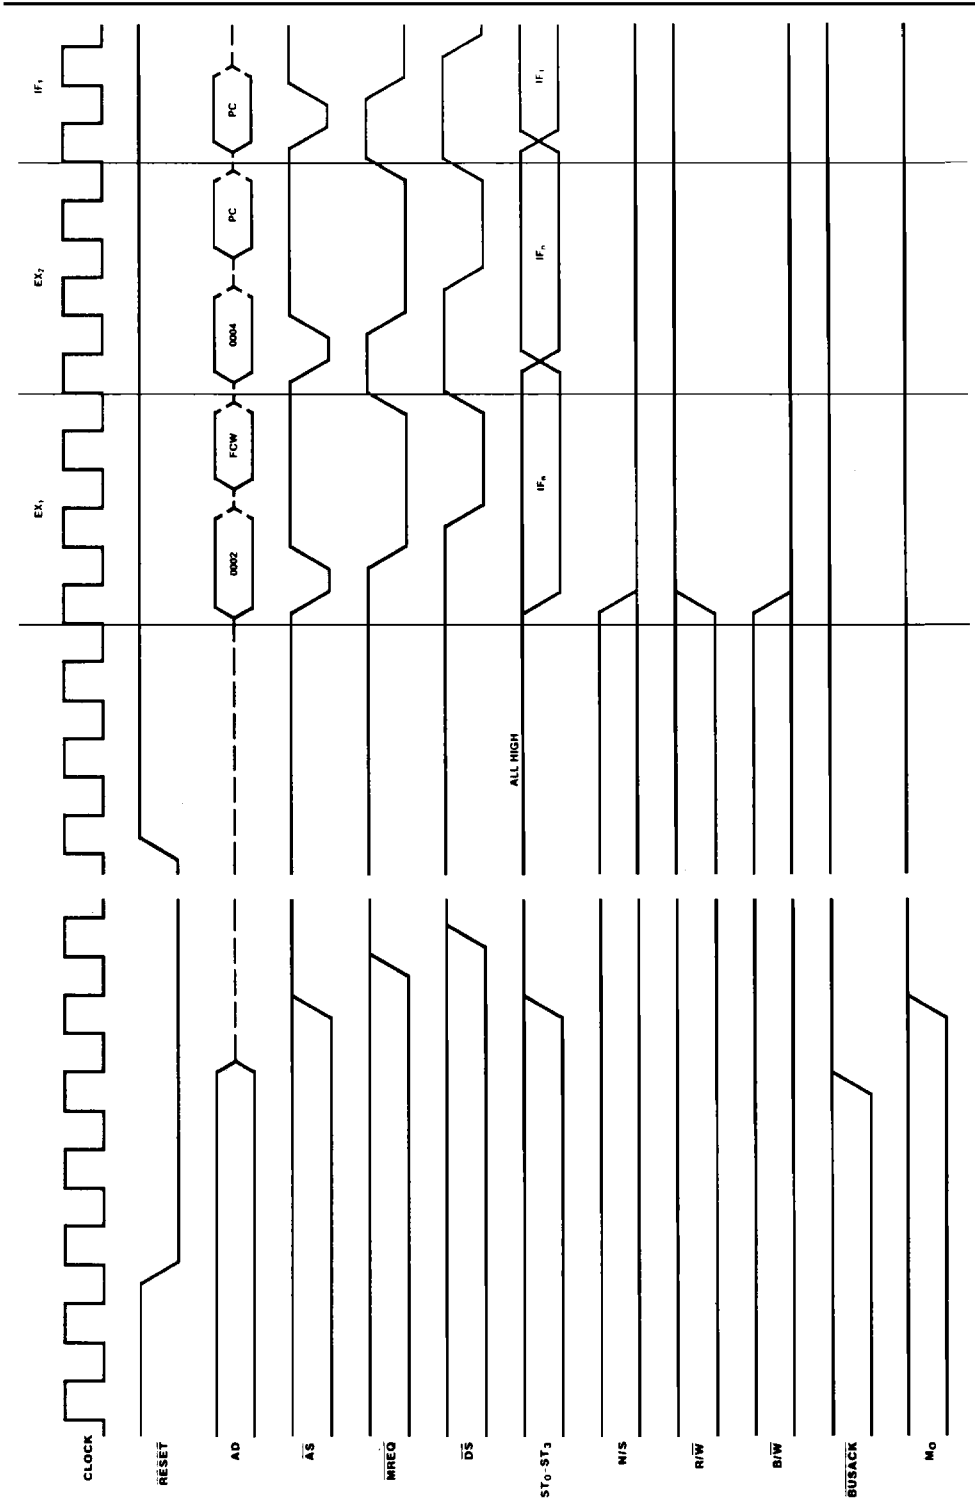 CLOCK
EX₁
EX₂
IF₁
RESET
AD
0002
FCW
0004
PC
PC
AS
MREQ
DS
ST₀-ST₃
ALL HIGH
IFₙ
IFₙ
IF₁
N/S
R/W
B/W
BUSACK
M₀